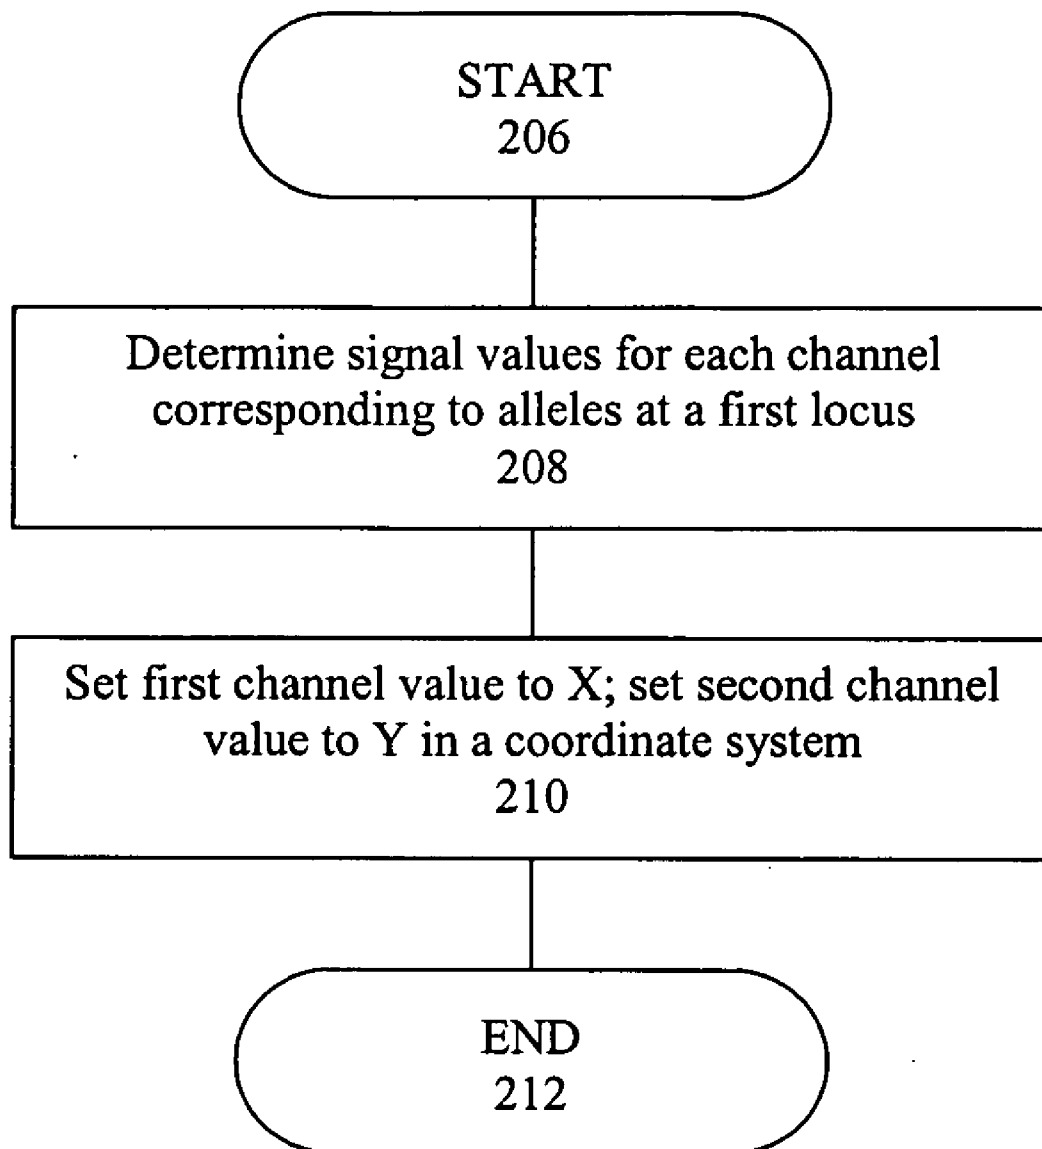 START
206
Determine signal values for each channel
corresponding to alleles at a first locus
208
Set first channel value to X; set second channel
value to Y in a coordinate system
210
END
212